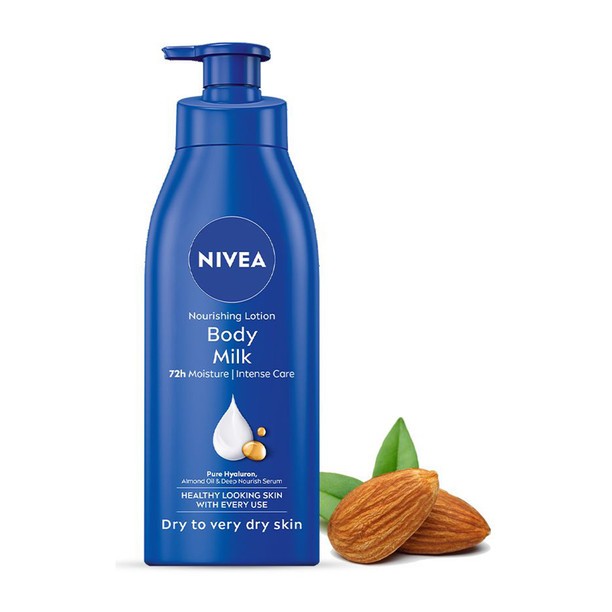 NIVEA
Nourishing Lotion
Body
Milk
72h Moisture | Intense Care
Pure Hyaluron,
Almond Oil & Deep Nourish Serum
HEALTHY LOOKING SKIN
WITH EVERY USE
Dry to very dry skin